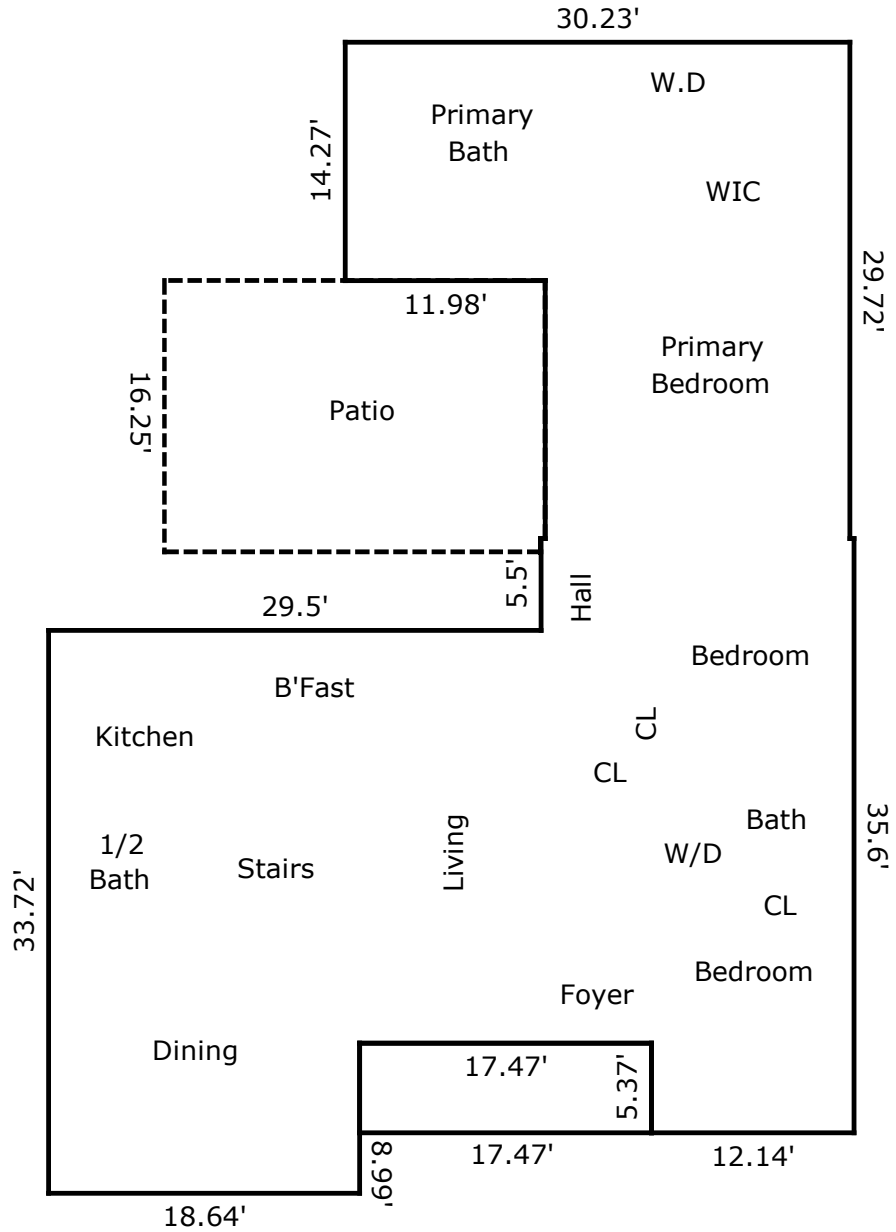 30.23'
W.D
Primary
Bath
14.27'
WIC
11.98'
29.72'
Primary
Bedroom
16.25'
Patio
5.5'
Hall
29.5'
Bedroom
B'Fast
CL
Kitchen
CL
Bath
35.6'
1/2
Bath
Stairs
Living
W/D
CL
33.72'
Bedroom
Foyer
Dining
17.47'
5.37'
17.47'
12.14'
8.99'
18.64'